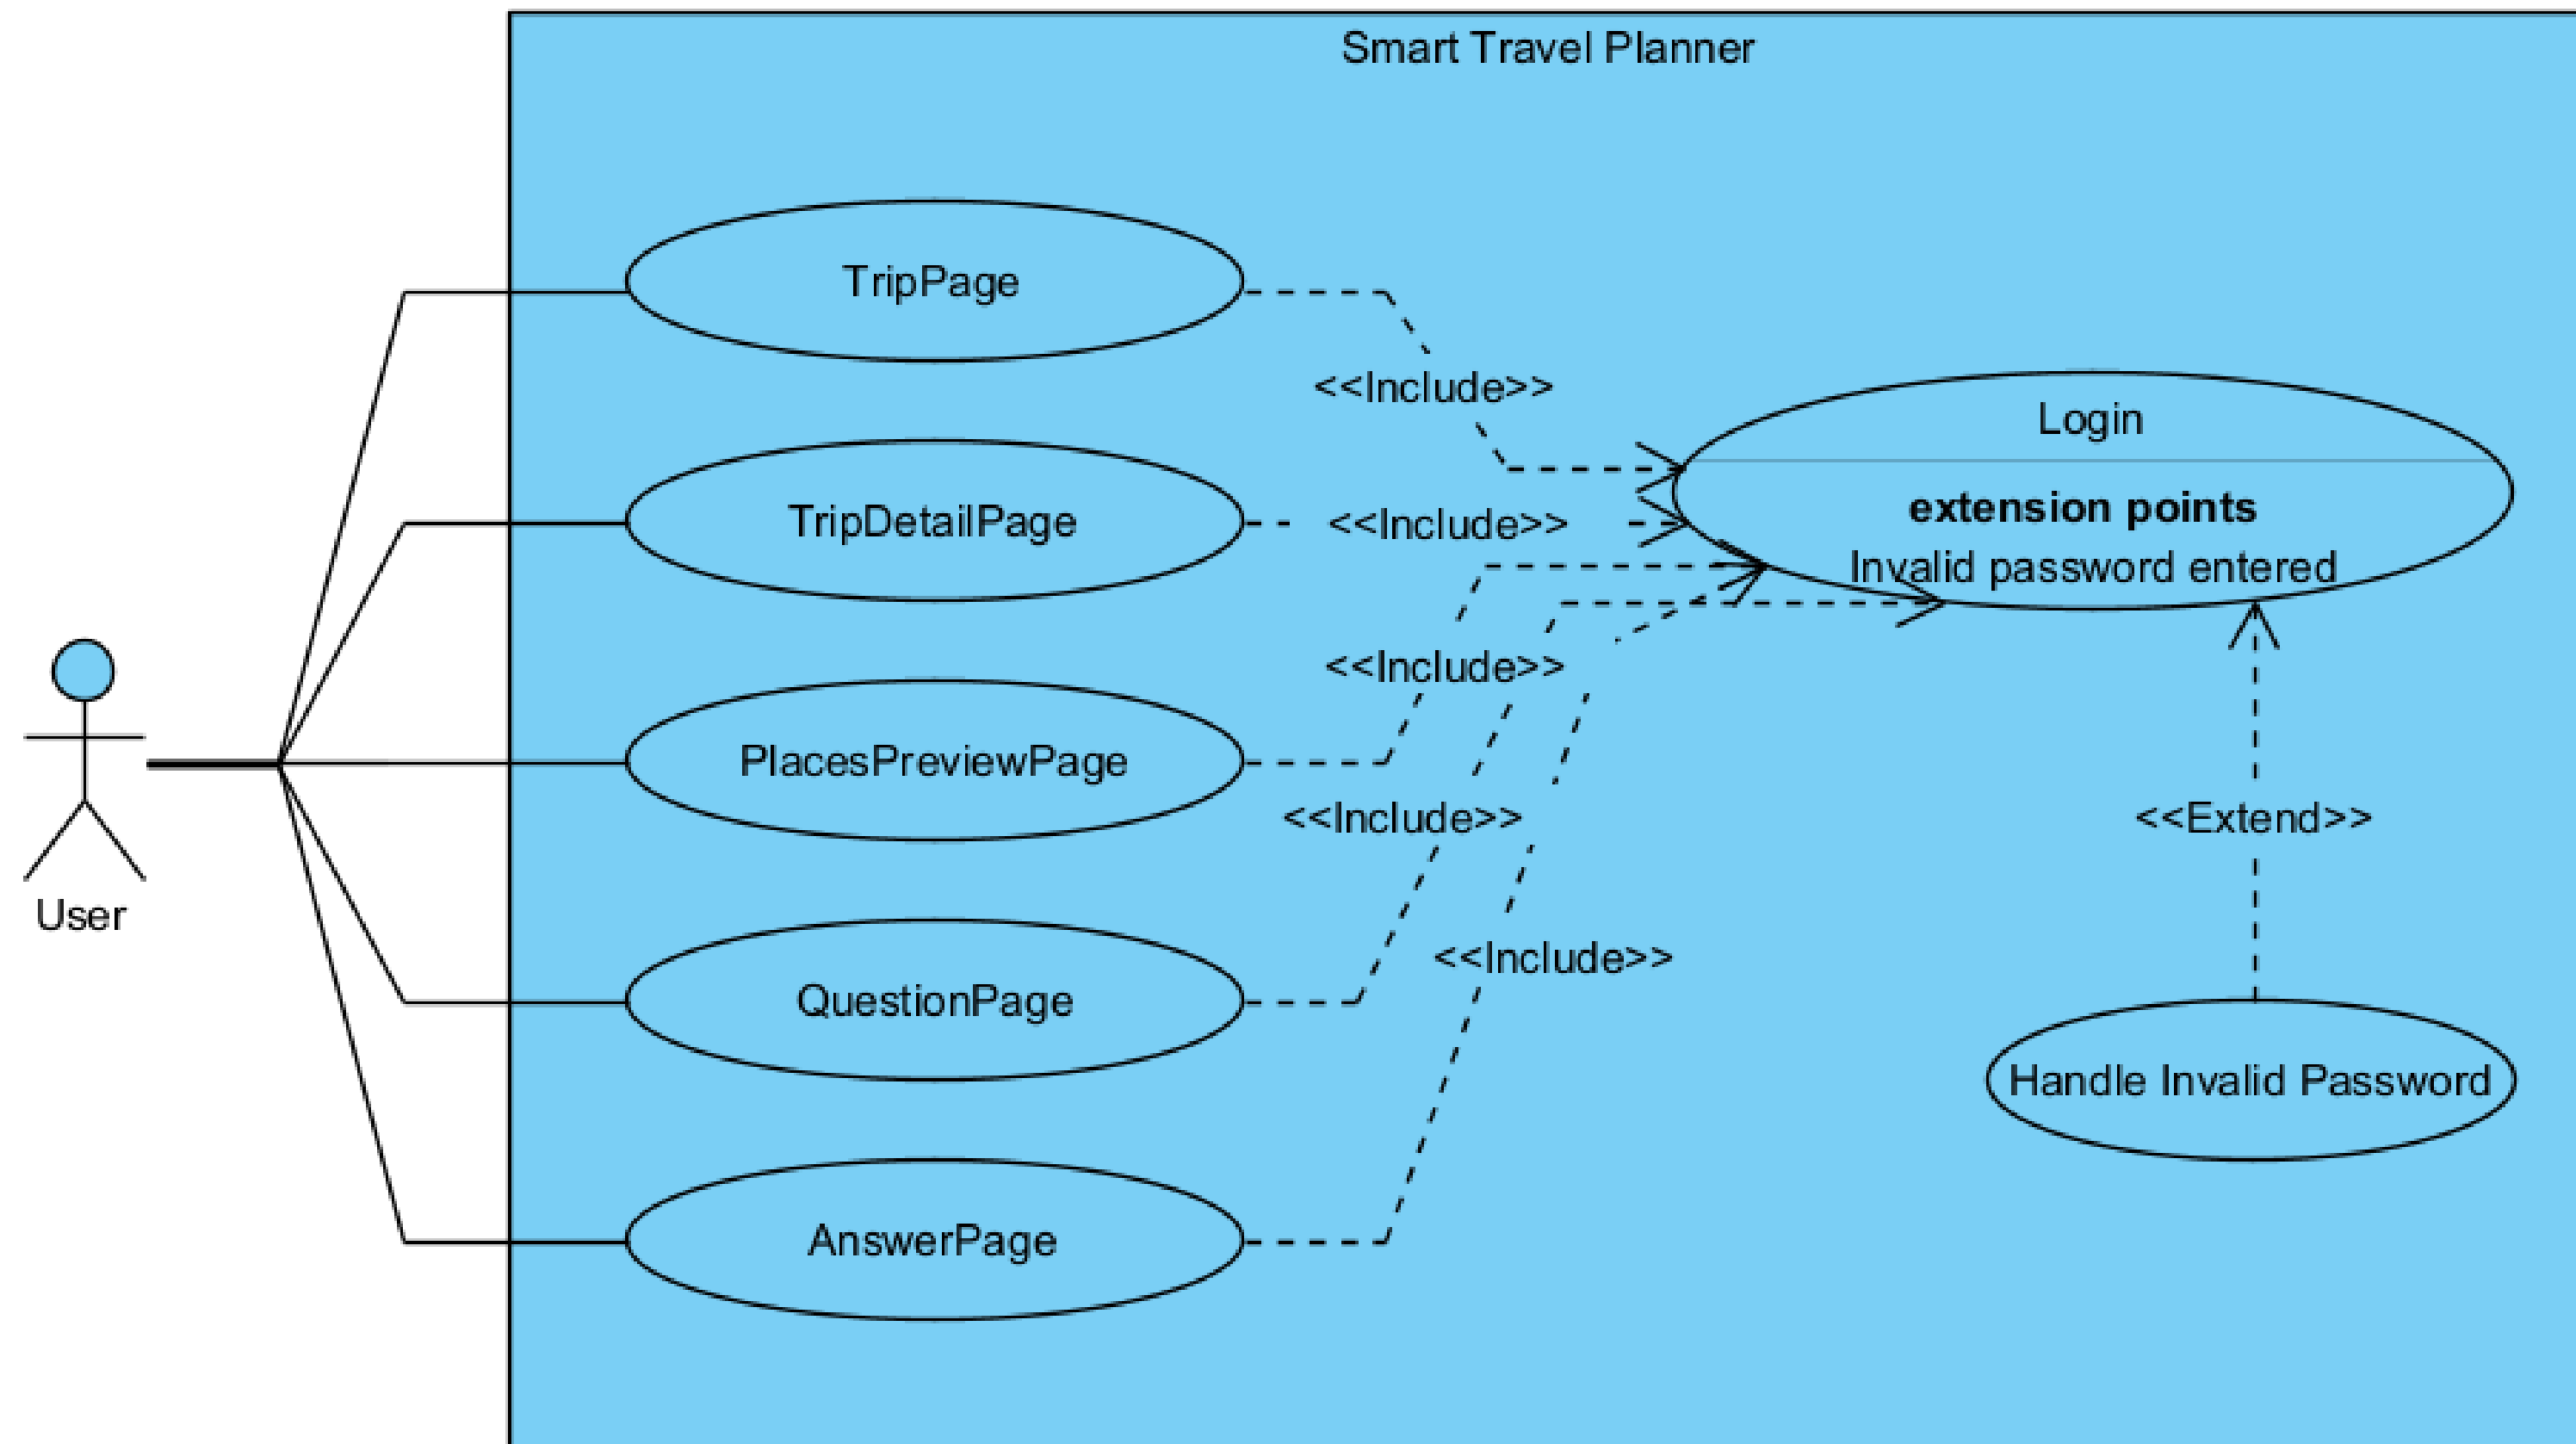 Smart Travel Planner
TripPage
<<Include>>
Login
TripDetailPage
<<Include>>
extension points
Invalid password entered
<<Include>>
PlacesPreviewPage
<<Include>>
<<Extend>>
User
<<Include>>
QuestionPage
Handle Invalid Password
AnswerPage